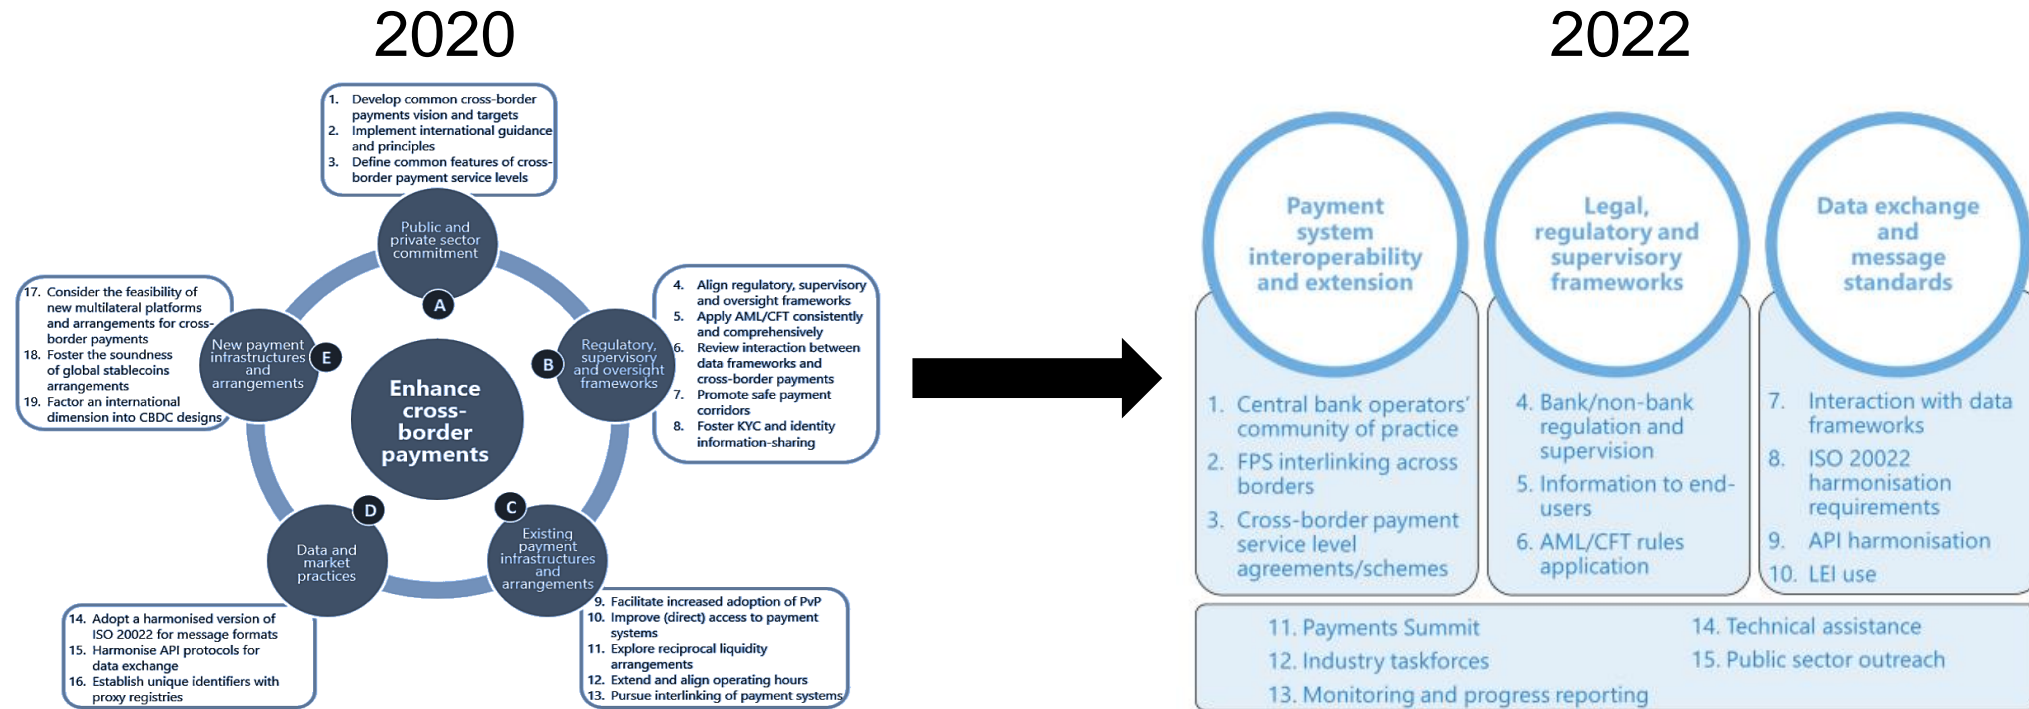 2020
1. Develop common cross-border
payments vision and targets
2. Implement international guidance
and principles
3. Define common features of cross-
border payment service levels
Public and
private sector
commitment
A
17. Consider the feasibility of
new multilateral platforms
and arrangements for cross-
border payments
18. Foster the soundness
of global stablecoins
arrangements
19. Factor an international
dimension into CBDC designs
New payment
infrastructures
and
arrangements
E
B
Regulatory,
supervisory
and oversight
frameworks
4. Align regulatory, supervisory
and oversight frameworks
5. Apply AML/CFT consistently
and comprehensively
6. Review interaction between
data frameworks and
cross-border payments
7. Promote safe payment
corridors
8. Foster KYC and identity
information-sharing
Enhance
cross-
border
payments
D
Data and
market
practices
C
Existing
payment
infrastructures
and
arrangements
14. Adopt a harmonised version of
ISO 20022 for message formats
15. Harmonise API protocols for
data exchange
16. Establish unique identifiers with
proxy registries
9. Facilitate increased adoption of PvP
10. Improve (direct) access to payment
systems
11. Explore reciprocal liquidity
arrangements
12. Extend and align operating hours
13. Pursue interlinking of payment systems
2022
Payment
system
interoperability
and extension
1. Central bank operators'
community of practice
2. FPS interlinking across
borders
3. Cross-border payment
service level
agreements/schemes
Legal,
regulatory and
supervisory
frameworks
4. Bank/non-bank
regulation and
supervision
5. Information to end-
users
6. AML/CFT rules
application
Data exchange
and
message
standards
7. Interaction with data
frameworks
8. ISO 20022
harmonisation
requirements
9. API harmonisation
10. LEI use
11. Payments Summit
12. Industry taskforces
13. Monitoring and progress reporting
14. Technical assistance
15. Public sector outreach